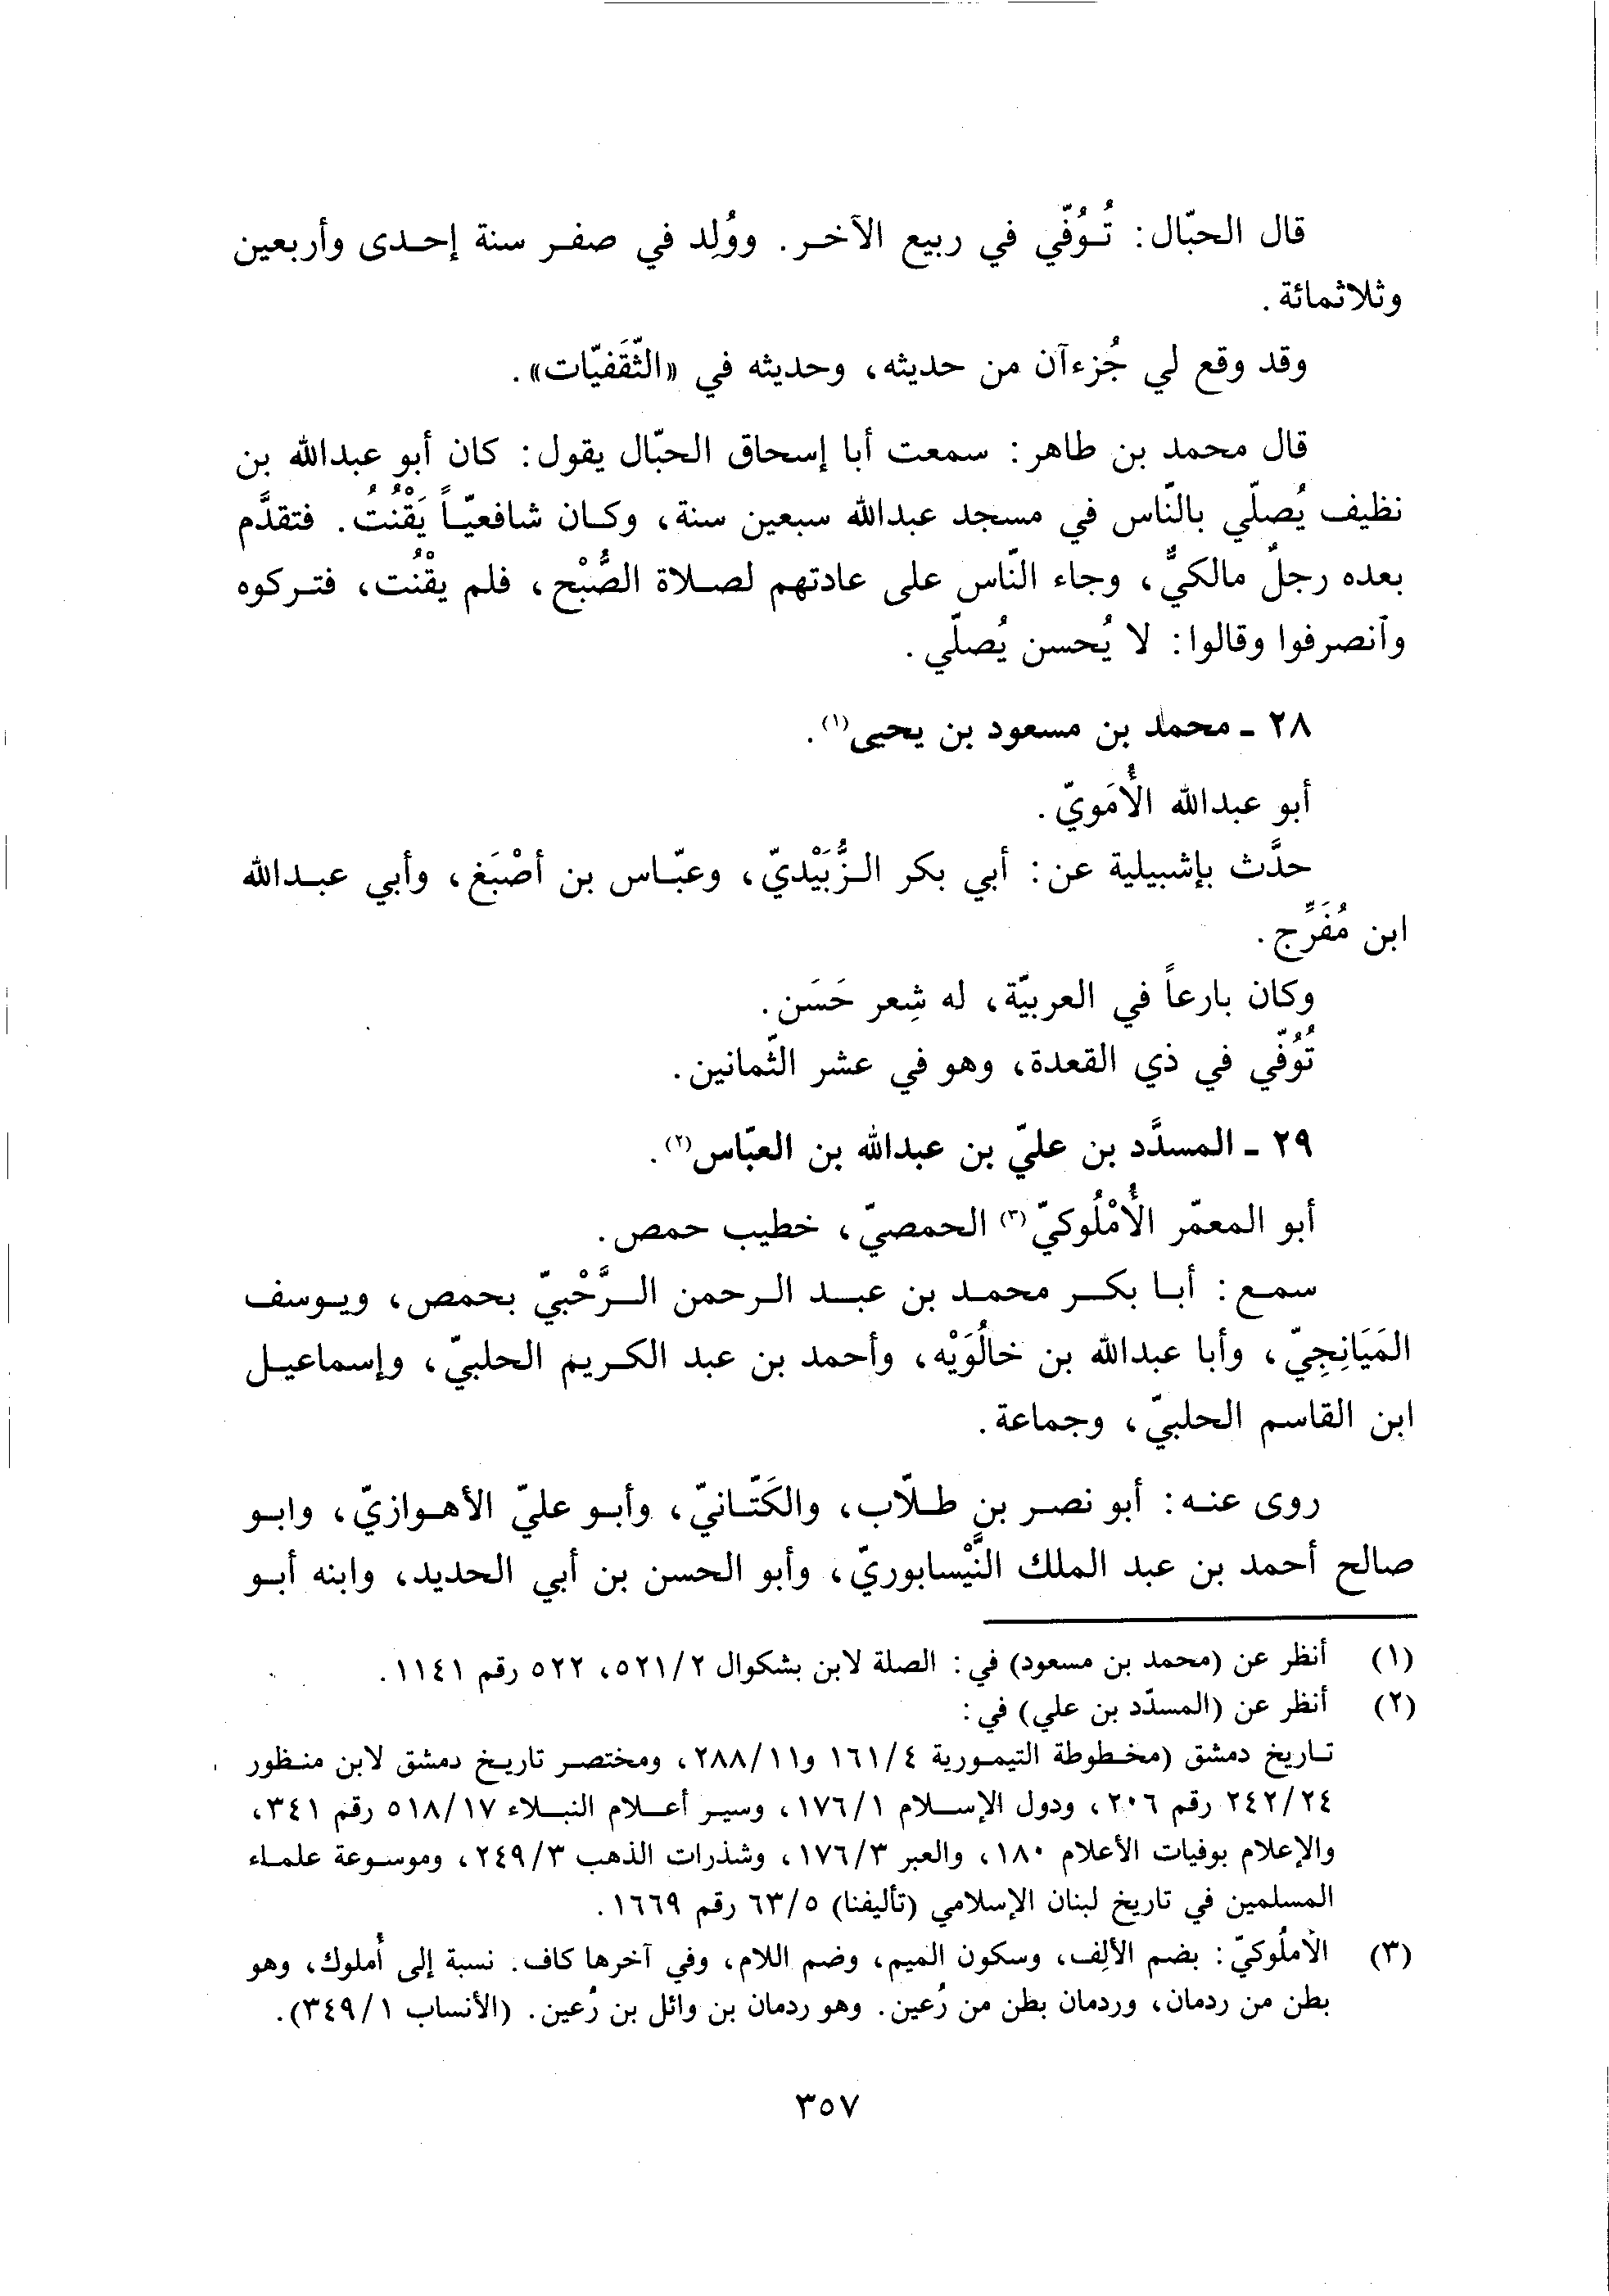 قال الحبّال: تُوُفّي في ربيع الآخر. ووُلِد في صفر سنة إحدى وأربعين
وثلاثمائة.
وقد وقع لي جُزءآن من حديثه، وحديثه في «الثّقَفيّات».
قال محمد بن طاهر: سمعت أبا إسحاق الحبّال يقول: كان أبو عبدالله بن
نظيف يُصلّي بالنّاس في مسجد عبدالله سبعين سنة، وكان شافعيّاً يَقْنُتُ. فتقدَّم
بعده رجلٌ مالكيٌّ، وجاء النّاس على عادتهم لصلاة الصُّبْح، فلم يقْنُت، فتركوه
وأنصرفوا وقالوا: لا يُحسن يُصلّي.
٢٨ - محمد بن مسعود بن يحيى(١).
أبو عبدالله الأُمَويّ.
حدَّث بإشبيلية عن: أبي بكر الزُّبَيْديّ، وعبّاس بن أصْبَغ، وأبي عبدالله
ابن مُفَرِّج.
وكان بارعاً في العربيّة، له شِعر حَسَن.
تُوُفّي في ذي القعدة، وهو في عشر الثّمانين.
٢٩ - المسدَّد بن عليّ بن عبدالله بن العبّاس(٢).
أبو المعمّر الأُمْلُوكيّ(٣) الحمصيّ، خطيب حمص.
سمع: أبا بكر محمد بن عبد الرحمن الرَّحْبيّ بحمص، ويوسف
المَيَانِجِيّ، وأبا عبدالله بن خالُوَيْه، وأحمد بن عبد الكريم الحلبيّ، وإسماعيل
ابن القاسم الحلبيّ، وجماعة.
روى عنه: أبو نصر بن طلّاب، والكَتّانيّ، وأبو عليّ الأهوازيّ، وابو
صالح أحمد بن عبد الملك النَّيْسابوريّ، وأبو الحسن بن أبي الحديد، وابنه أبو
(١) أنظر عن (محمد بن مسعود) في: الصلة لابن بشكوال ٥٢١/٢، ٥٢٢ رقم ١١٤١.
(٢) أنظر عن (المسدّد بن علي) في:
تاريخ دمشق (مخطوطة التيمورية ١٦١/٤ و٢٨٨/١١، ومختصر تاريخ دمشق لابن منظور
٢٤٢/٢٤ رقم ٢٠٦، ودول الإسلام ١٧٦/١، وسير أعلام النبلاء ٥١٨/١٧ رقم ٣٤١،
والإعلام بوفيات الأعلام ١٨٠، والعبر ١٧٦/٣، وشذرات الذهب ٢٤٩/٣، وموسوعة علماء
المسلمين في تاريخ لبنان الإسلامي (تأليفنا) ٦٣/٥ رقم ١٦٦٩.
(٣) الأملُوكيّ: بضم الألِف، وسكون الميم، وضم اللام، وفي آخرها كاف. نسبة إلى أُملوك، وهو
بطن من ردمان، وردمان بطن من رُعين. وهو ردمان بن وائل بن رُعين. (الأنساب ٣٤٩/١).
٣٥٧